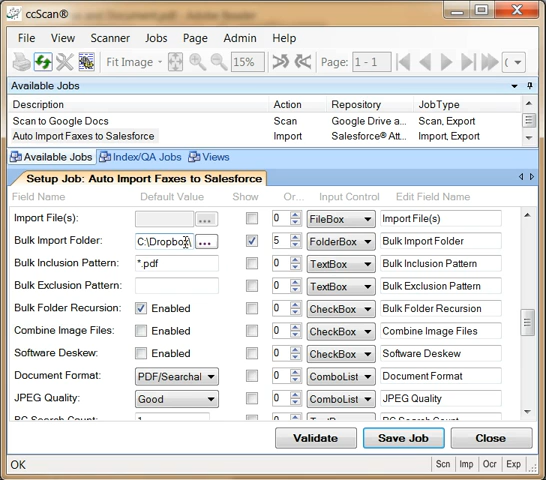 ccScan®
File View Scanner Jobs Page Admin Help
Fit Image 15% Page: 1 - 1
Available Jobs
Description Action Repository JobType
Scan to Google Docs Scan Google Drive a... Scan, Export
Auto Import Faxes to Salesforce Import Salesforce® Att... Import, Export
Available Jobs Index/QA Jobs Views
Setup Job: Auto Import Faxes to Salesforce
Field Name Default Value Show Or... Input Control Edit Field Name
Import File(s): ... 0 FileBox Import File(s)
Bulk Import Folder: C:\Dropbox\ ... 5 FolderBox Bulk Import Folder
Bulk Inclusion Pattern: *.pdf 0 TextBox Bulk Inclusion Pattern
Bulk Exclusion Pattern: 0 TextBox Bulk Exclusion Pattern
Bulk Folder Recursion: Enabled 0 CheckBox Bulk Folder Recursion
Combine Image Files: Enabled 0 CheckBox Combine Image Files
Software Deskew: Enabled 0 CheckBox Software Deskew
Document Format: PDF/Searchal 0 ComboList Document Format
JPEG Quality: Good 0 ComboList JPEG Quality
Validate Save Job Close
OK Scn Imp Ocr Exp